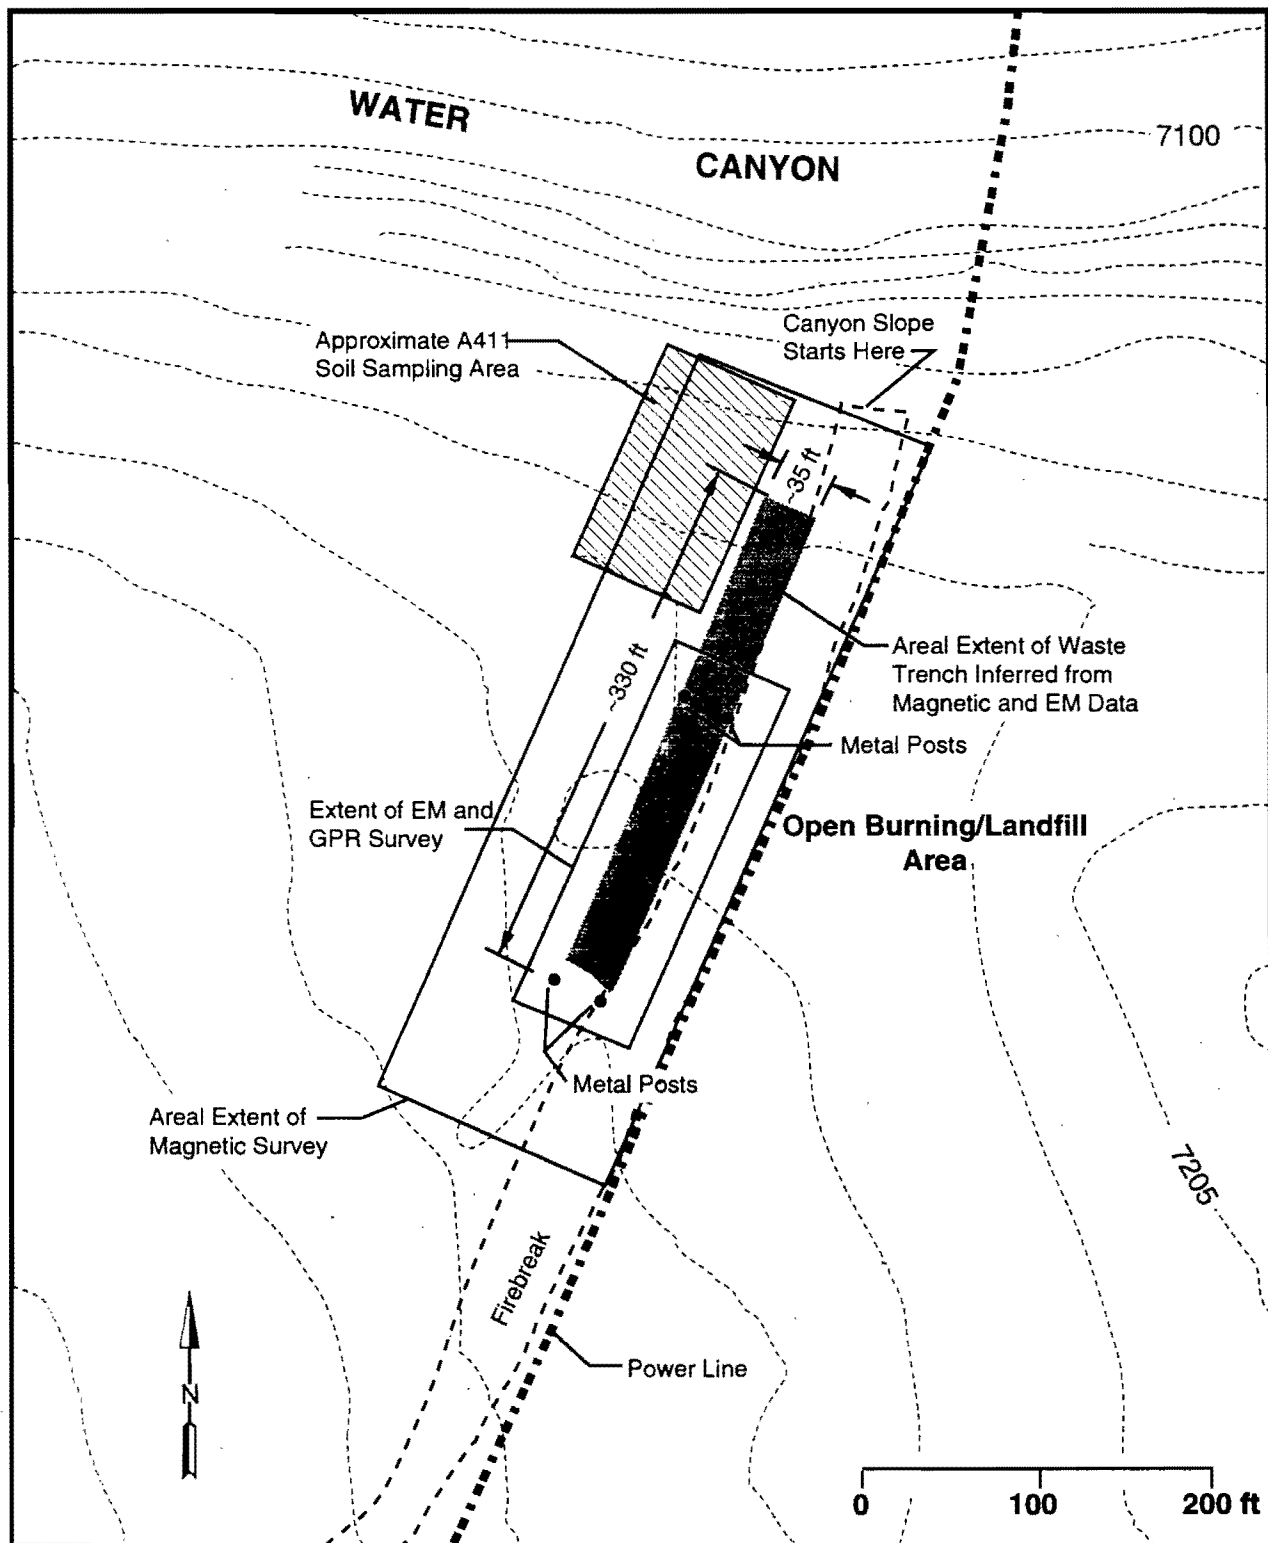 WATER
CANYON
7100
Canyon Slope
Starts Here
Approximate A411
Soil Sampling Area
~35 ft
Areal Extent of Waste
Trench Inferred from
Magnetic and EM Data
~330 ft
Metal Posts
Extent of EM and
GPR Survey
Open Burning/Landfill
Area
Metal Posts
Areal Extent of
Magnetic Survey
7205
Firebreak
Power Line
N
0 100 200 ft